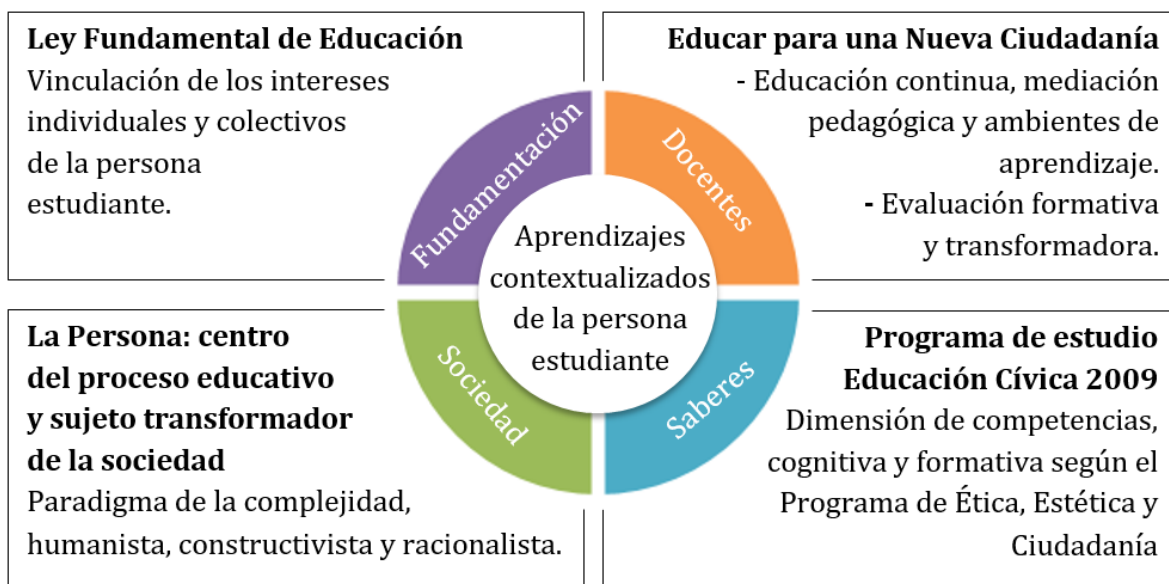 Ley Fundamental de Educación
Vinculación de los intereses
individuales y colectivos
de la persona
estudiante.
Educar para una Nueva Ciudadanía
- Educación continua, mediación
pedagógica y ambientes de
aprendizaje.
- Evaluación formativa
y transformadora.
Fundamentación
Docentes
Aprendizajes
contextualizados
de la persona
estudiante
Sociedad
Saberes
La Persona: centro
del proceso educativo
y sujeto transformador
de la sociedad
Paradigma de la complejidad,
humanista, constructivista y racionalista.
Programa de estudio
Educación Cívica 2009
Dimensión de competencias,
cognitiva y formativa según el
Programa de Ética, Estética y
Ciudadanía